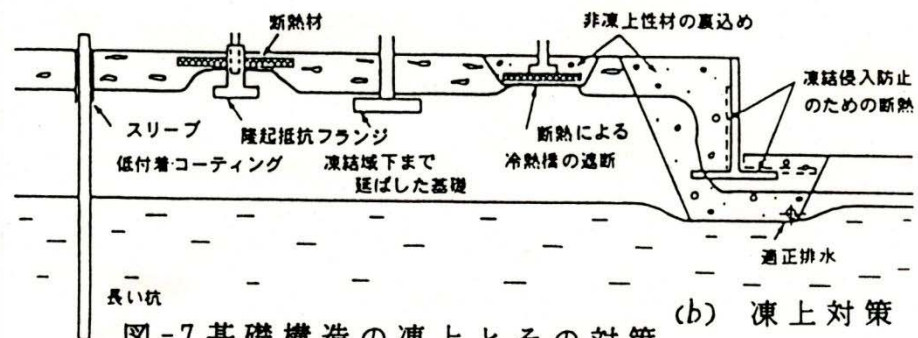 断熱材
非凍上性材の裏込め
凍結侵入防止
のための断熱
スリーブ
低付着コーティング
隆起抵抗フランジ
凍結域下まで
延ばした基礎
断熱による
冷熱橋の遮断
適正排水
長い杭
(b) 凍上対策
図-7 基礎構造の凍上とその対策